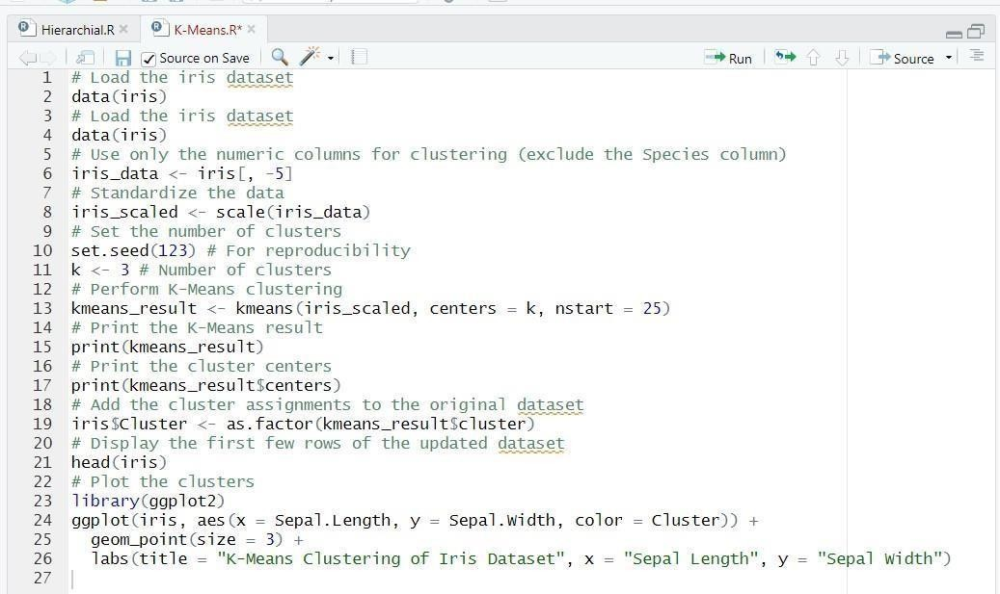 Hierarchial.R
K-Means.R*
Source on Save
Run
Source
1 # Load the iris dataset
2 data(iris)
3 # Load the iris dataset
4 data(iris)
5 # Use only the numeric columns for clustering (exclude the Species column)
6 iris_data <- iris[, -5]
7 # Standardize the data
8 iris_scaled <- scale(iris_data)
9 # Set the number of clusters
10 set.seed(123) # For reproducibility
11 k <- 3 # Number of clusters
12 # Perform K-Means clustering
13 kmeans_result <- kmeans(iris_scaled, centers = k, nstart = 25)
14 # Print the K-Means result
15 print(kmeans_result)
16 # Print the cluster centers
17 print(kmeans_result$centers)
18 # Add the cluster assignments to the original dataset
19 iris$Cluster <- as.factor(kmeans_result$cluster)
20 # Display the first few rows of the updated dataset
21 head(iris)
22 # Plot the clusters
23 library(ggplot2)
24 ggplot(iris, aes(x = Sepal.Length, y = Sepal.Width, color = Cluster)) +
25   geom_point(size = 3) +
26   labs(title = "K-Means Clustering of Iris Dataset", x = "Sepal Length", y = "Sepal Width")
27